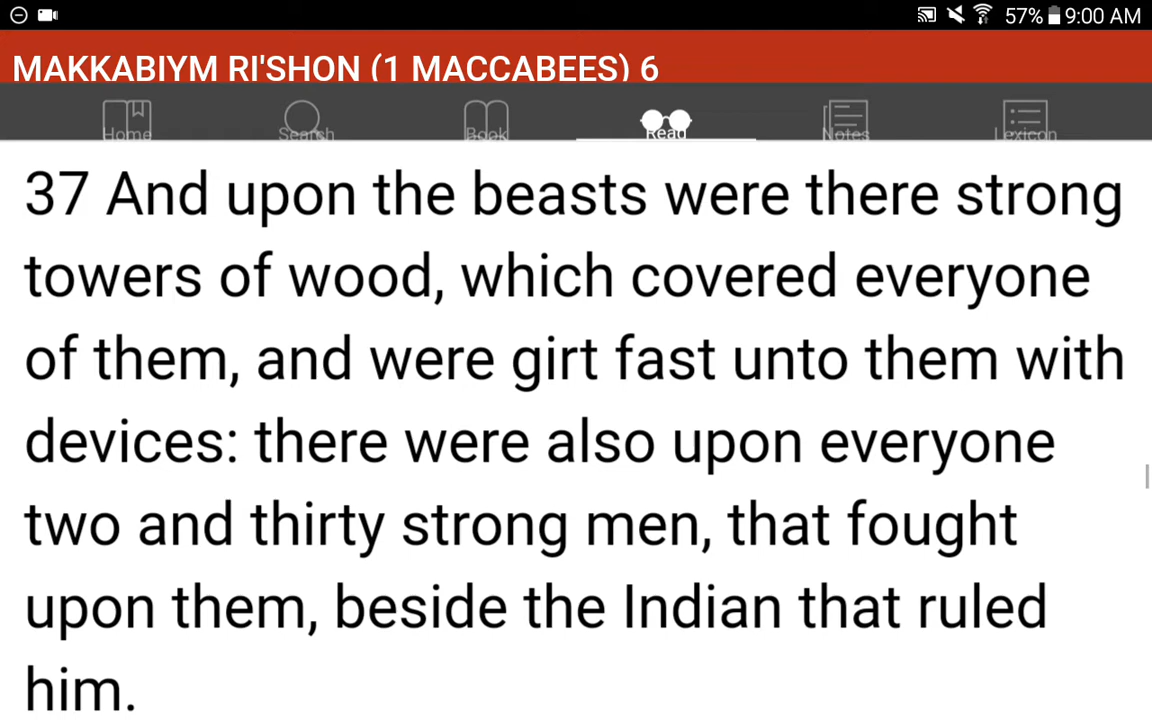 57% 9:00 AM
MAKKABIYM RI'SHON (1 MACCABEES) 6
Home Search Book Read Notes Lexicon
37 And upon the beasts were there strong
towers of wood, which covered everyone
of them, and were girt fast unto them with
devices: there were also upon everyone
two and thirty strong men, that fought
upon them, beside the Indian that ruled
him.